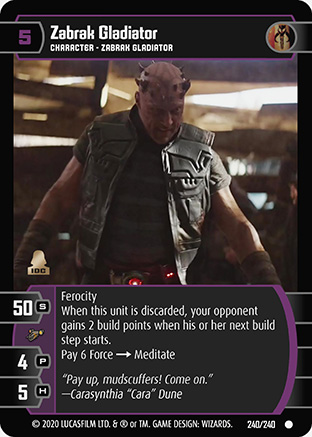 5
Zabrak Gladiator
CHARACTER - ZABRAK GLADIATOR
IBC
50 S
4 P
5 H
Ferocity
When this unit is discarded, your opponent
gains 2 build points when his or her next build
step starts.
Pay 6 Force → Meditate
“Pay up, mudscuffers! Come on.”
—Carasynthia “Cara” Dune
© 2020 LUCASFILM LTD. & ® or TM. GAME DESIGN: WIZARDS.
240/240